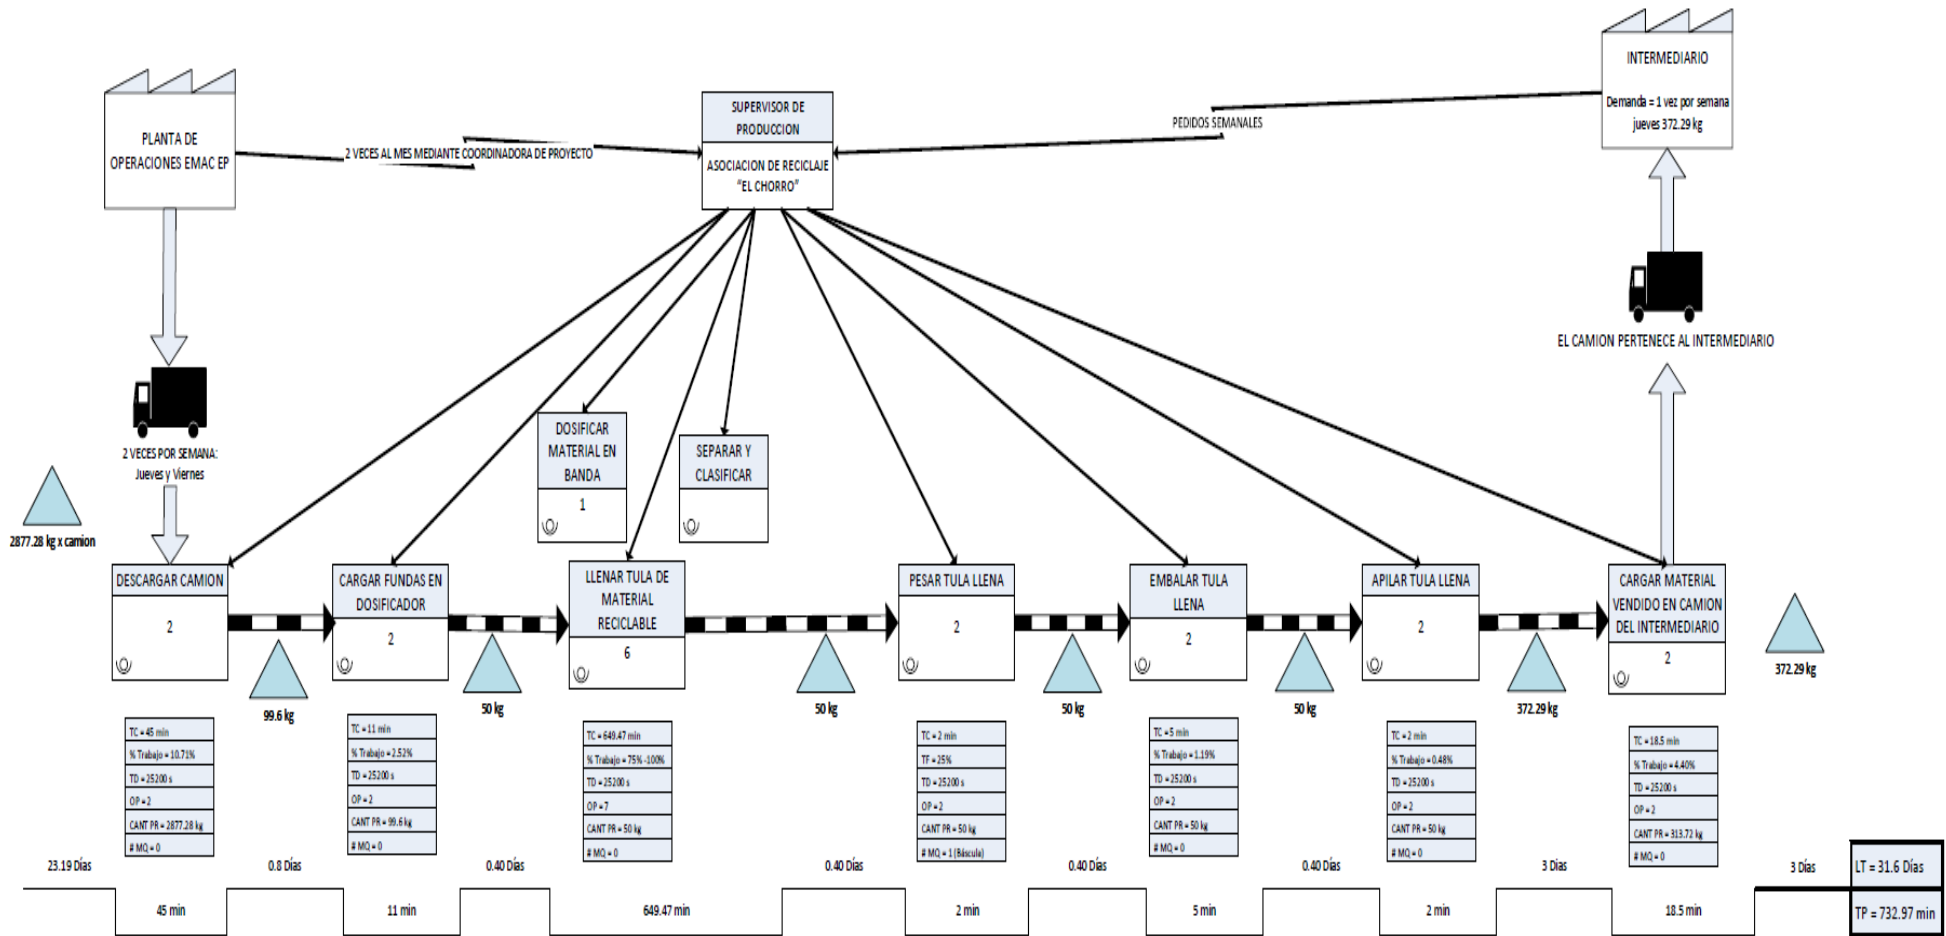 PLANTA DE
OPERACIONES EMAC EP
2 VECES AL MES MEDIANTE COORDINADORA DE PROYECTO
SUPERVISOR DE
PRODUCCION
ASOCIACION DE RECICLAJE
“EL CHORRO”
PEDIDOS SEMANALES
INTERMEDIARIO
Demanda = 1 vez por semana
jueves 372.29 kg
EL CAMION PERTENECE AL INTERMEDIARIO
2 VECES POR SEMANA:
Jueves y Viernes
2877.28 kg x camion
DOSIFICAR
MATERIAL EN
BANDA
1
SEPARAR Y
CLASIFICAR
DESCARGAR CAMION
2
99.6 kg
CARGAR FUNDAS EN
DOSIFICADOR
2
50 kg
LLENAR TULA DE
MATERIAL
RECICLABLE
6
50 kg
PESAR TULA LLENA
2
50 kg
EMBALAR TULA
LLENA
2
50 kg
APILAR TULA LLENA
2
372.29 kg
CARGAR MATERIAL
VENDIDO EN CAMION
DEL INTERMEDIARIO
2
372.29 kg
TC = 45 min
% Trabajo = 10.71%
TD = 25200 s
OP = 2
CANT PR = 2877.28 kg
# MQ = 0
TC = 11 min
% Trabajo = 2.52%
TD = 25200 s
OP = 2
CANT PR = 99.6 kg
# MQ = 0
TC = 649.47 min
% Trabajo = 75% -100%
TD = 25200 s
OP = 7
CANT PR = 50 kg
# MQ = 0
TC = 2 min
TF = 25%
TD = 25200 s
OP = 2
CANT PR = 50 kg
# MQ = 1 (Báscula)
TC = 5 min
% Trabajo = 1.19%
TD = 25200 s
OP = 2
CANT PR = 50 kg
# MQ = 0
TC = 2 min
% Trabajo = 0.48%
TD = 25200 s
OP = 2
CANT PR = 50 kg
# MQ = 0
TC = 18.5 min
% Trabajo = 4.40%
TD = 25200 s
OP = 2
CANT PR = 313.72 kg
# MQ = 0
23.19 Días
0.8 Días
0.40 Días
0.40 Días
0.40 Días
0.40 Días
3 Días
3 Días
LT = 31.6 Días
45 min
11 min
649.47 min
2 min
5 min
2 min
18.5 min
TP = 732.97 min